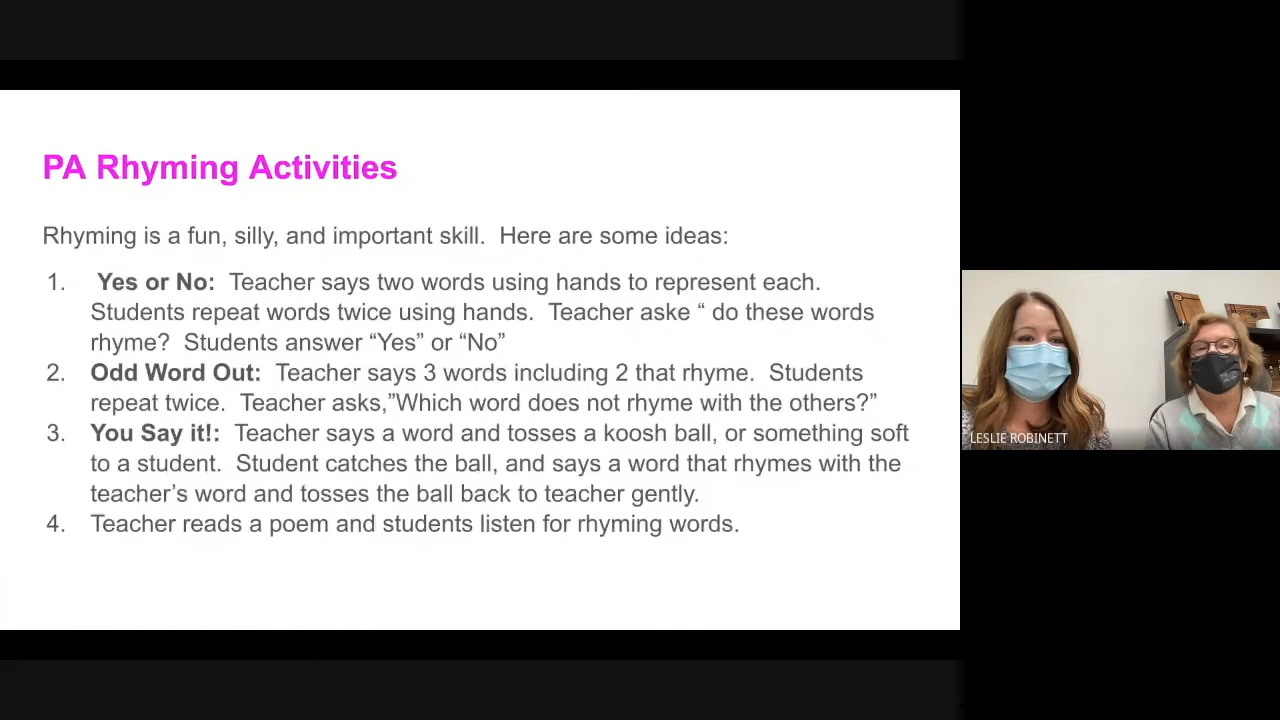 PA Rhyming Activities
Rhyming is a fun, silly, and important skill.  Here are some ideas:
1. Yes or No:  Teacher says two words using hands to represent each.
Students repeat words twice using hands.  Teacher aske “ do these words
rhyme?  Students answer “Yes” or “No”
2. Odd Word Out:  Teacher says 3 words including 2 that rhyme.  Students
repeat twice.  Teacher asks,”Which word does not rhyme with the others?”
3. You Say it!:  Teacher says a word and tosses a koosh ball, or something soft
to a student.  Student catches the ball, and says a word that rhymes with the
teacher’s word and tosses the ball back to teacher gently.
4. Teacher reads a poem and students listen for rhyming words.
LESLIE ROBINETT